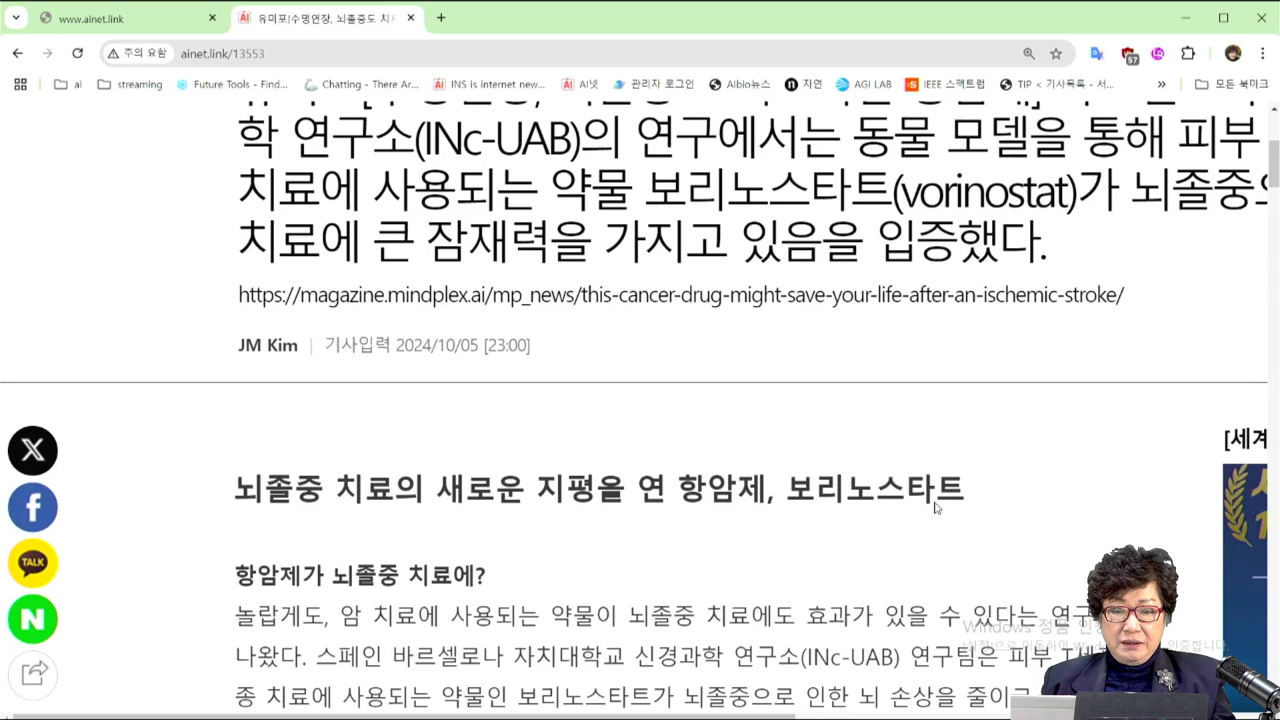 www.ainet.link
유미포[수명연장, 뇌졸중도 치료
주의 요함
ainet.link/13553
57
ai
streaming
Future Tools - Find...
Chatting - There Ar...
INS is internet new...
AI넷
관리자 로그인
AIbio뉴스
자연
AGI LAB
IEEE 스펙트럼
TIP < 기사목록 - 서...
»
모든 북마크
학 연구소(INc-UAB)의 연구에서는 동물 모델을 통해 피부
치료에 사용되는 약물 보리노스타트(vorinostat)가 뇌졸중으
치료에 큰 잠재력을 가지고 있음을 입증했다.
https://magazine.mindplex.ai/mp_news/this-cancer-drug-might-save-your-life-after-an-ischemic-stroke/
JM Kim | 기사입력 2024/10/05 [23:00]
[세계
뇌졸중 치료의 새로운 지평을 연 항암제, 보리노스타트
항암제가 뇌졸중 치료에?
놀랍게도, 암 치료에 사용되는 약물이 뇌졸중 치료에도 효과가 있을 수 있다는 연구
나왔다. 스페인 바르셀로나 자치대학교 신경과학 연구소(INc-UAB) 연구팀은 피부
종 치료에 사용되는 약물인 보리노스타트가 뇌졸중으로 인한 뇌 손상을 줄이고
Windows 정품 인증
TALK
N